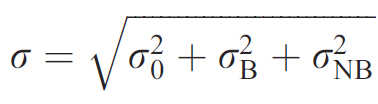 σ = √(σ₀² + σ_B² + σ_NB²)